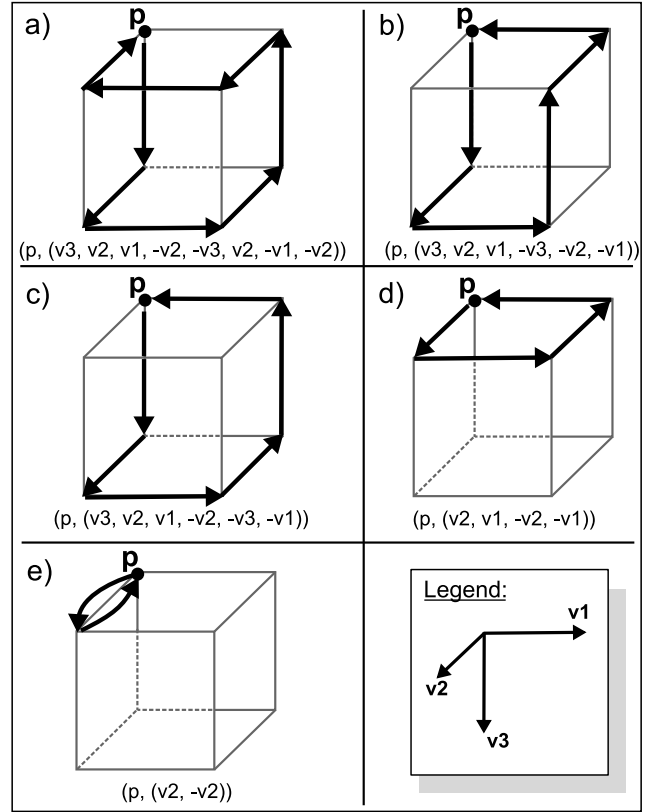 a)
p
(p, (v3, v2, v1, -v2, -v3, v2, -v1, -v2))
b)
p
(p, (v3, v2, v1, -v3, -v2, -v1))
c)
p
(p, (v3, v2, v1, -v2, -v3, -v1))
d)
p
(p, (v2, v1, -v2, -v1))
e)
p
(p, (v2, -v2))
Legend:
v1
v2
v3